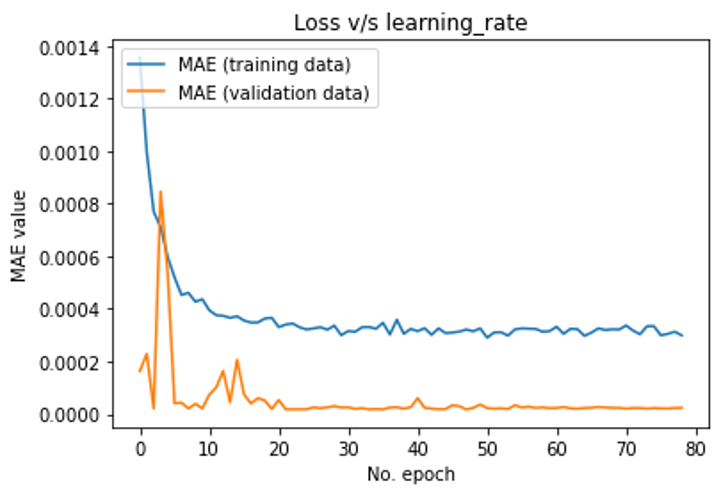 Loss v/s learning_rate
MAE (training data)
MAE (validation data)
MAE value
0.0014
0.0012
0.0010
0.0008
0.0006
0.0004
0.0002
0.0000
0 10 20 30 40 50 60 70 80
No. epoch